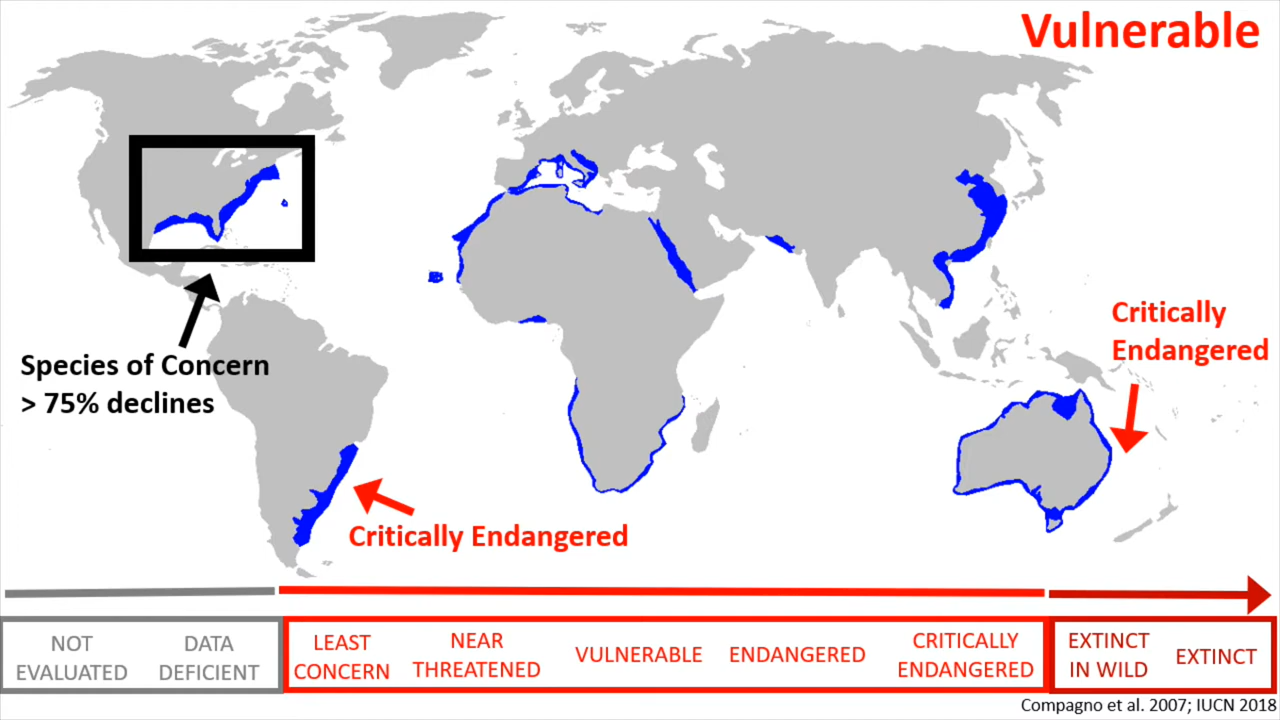 Vulnerable
Critically
Endangered
Species of Concern
> 75% declines
Critically Endangered
NOT
EVALUATED
DATA
DEFICIENT
LEAST
CONCERN
NEAR
THREATENED
VULNERABLE
ENDANGERED
CRITICALLY
ENDANGERED
EXTINCT
IN WILD
EXTINCT
Compagno et al. 2007; IUCN 2018